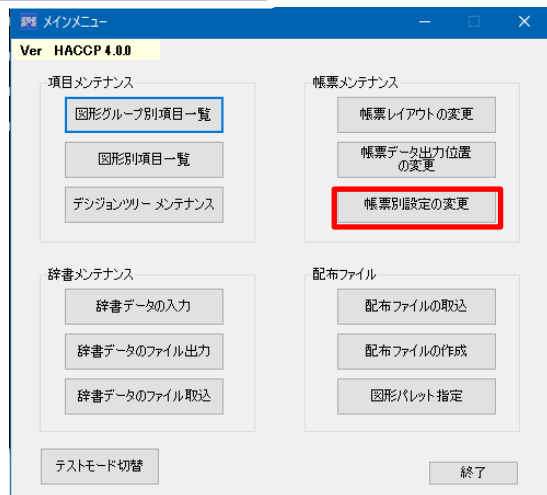 SPS メインメニュー
Ver HACCP 4.0.0
項目メンテナンス
図形グループ別項目一覧
図形別項目一覧
デシジョンツリー メンテナンス
帳票メンテナンス
帳票レイアウトの変更
帳票データ出力位置
の変更
帳票別設定の変更
辞書メンテナンス
辞書データの入力
辞書データのファイル出力
辞書データのファイル取込
配布ファイル
配布ファイルの取込
配布ファイルの作成
図形パレット指定
テストモード切替
終了